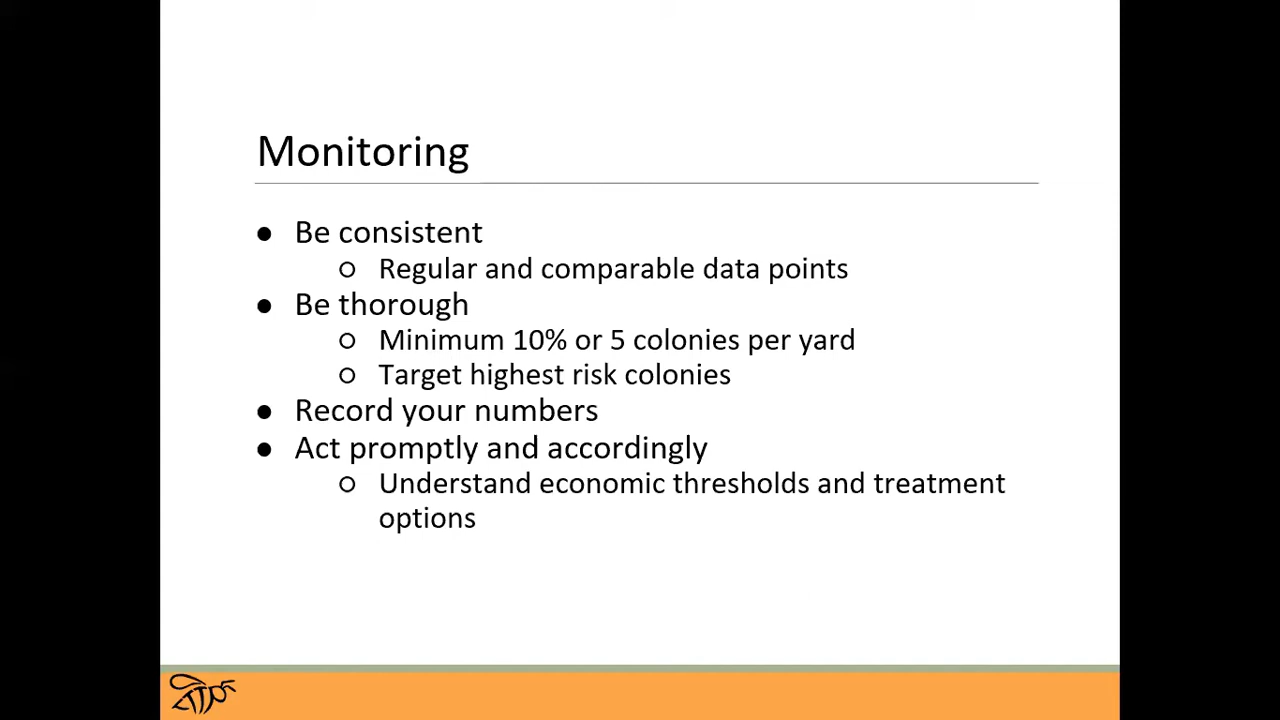 Monitoring
● Be consistent
○ Regular and comparable data points
● Be thorough
○ Minimum 10% or 5 colonies per yard
○ Target highest risk colonies
● Record your numbers
● Act promptly and accordingly
○ Understand economic thresholds and treatment
options